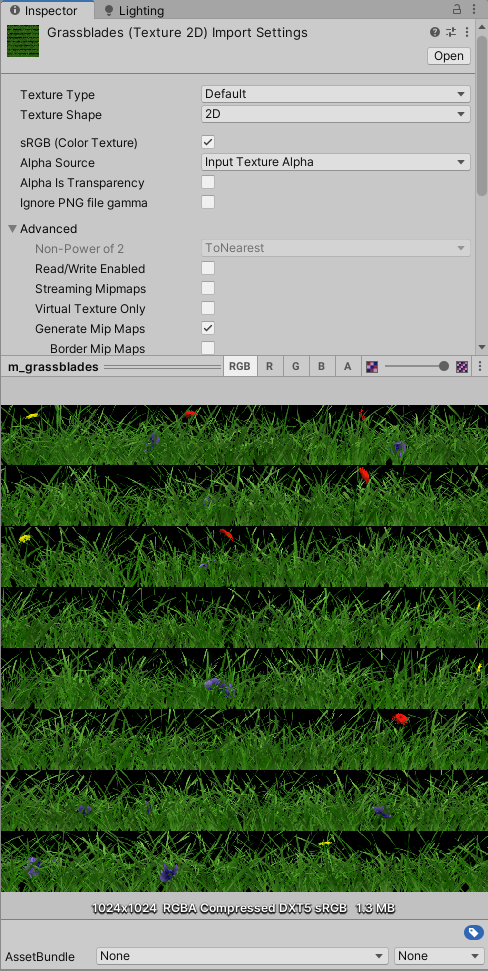 Inspector Lighting
Grassblades (Texture 2D) Import Settings
Open
Texture Type Default
Texture Shape 2D
sRGB (Color Texture)
Alpha Source Input Texture Alpha
Alpha Is Transparency
Ignore PNG file gamma
Advanced
Non-Power of 2 ToNearest
Read/Write Enabled
Streaming Mipmaps
Virtual Texture Only
Generate Mip Maps
Border Mip Maps
m_grassblades RGB R G B A
1024x1024 RGBA Compressed DXT5 sRGB 1.3 MB
AssetBundle None None